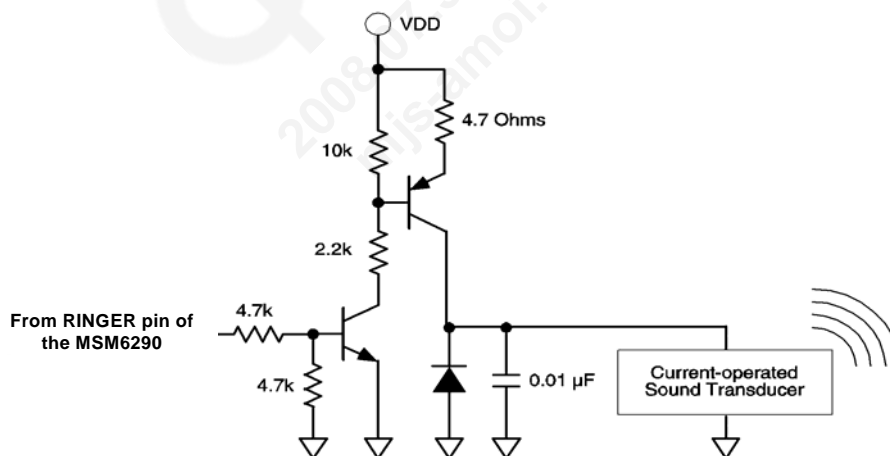 VDD
4.7 Ohms
10k
2.2k
From RINGER pin of
the MSM6290
4.7k
4.7k
0.01 µF
Current-operated
Sound Transducer